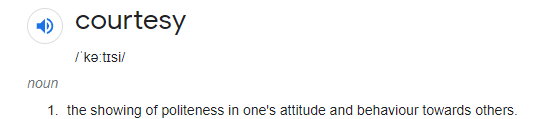 courtesy
/ˈkəːtɪsi/
noun
1. the showing of politeness in one's attitude and behaviour towards others.